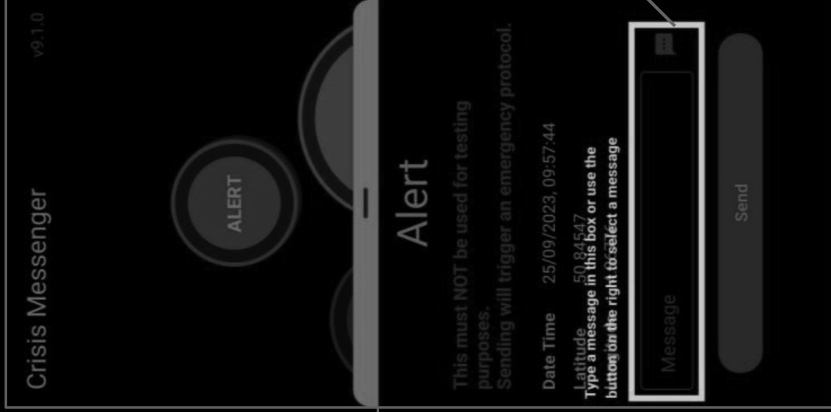 Crisis Messenger
v9.1.0
ALERT
Alert
This must NOT be used for testing
purposes.
Sending will trigger an emergency protocol.
Date Time 25/09/2023, 09:57:44
Latitude 50.84547
Type a message in this box or use the
button on the right to select a message
Message
Send